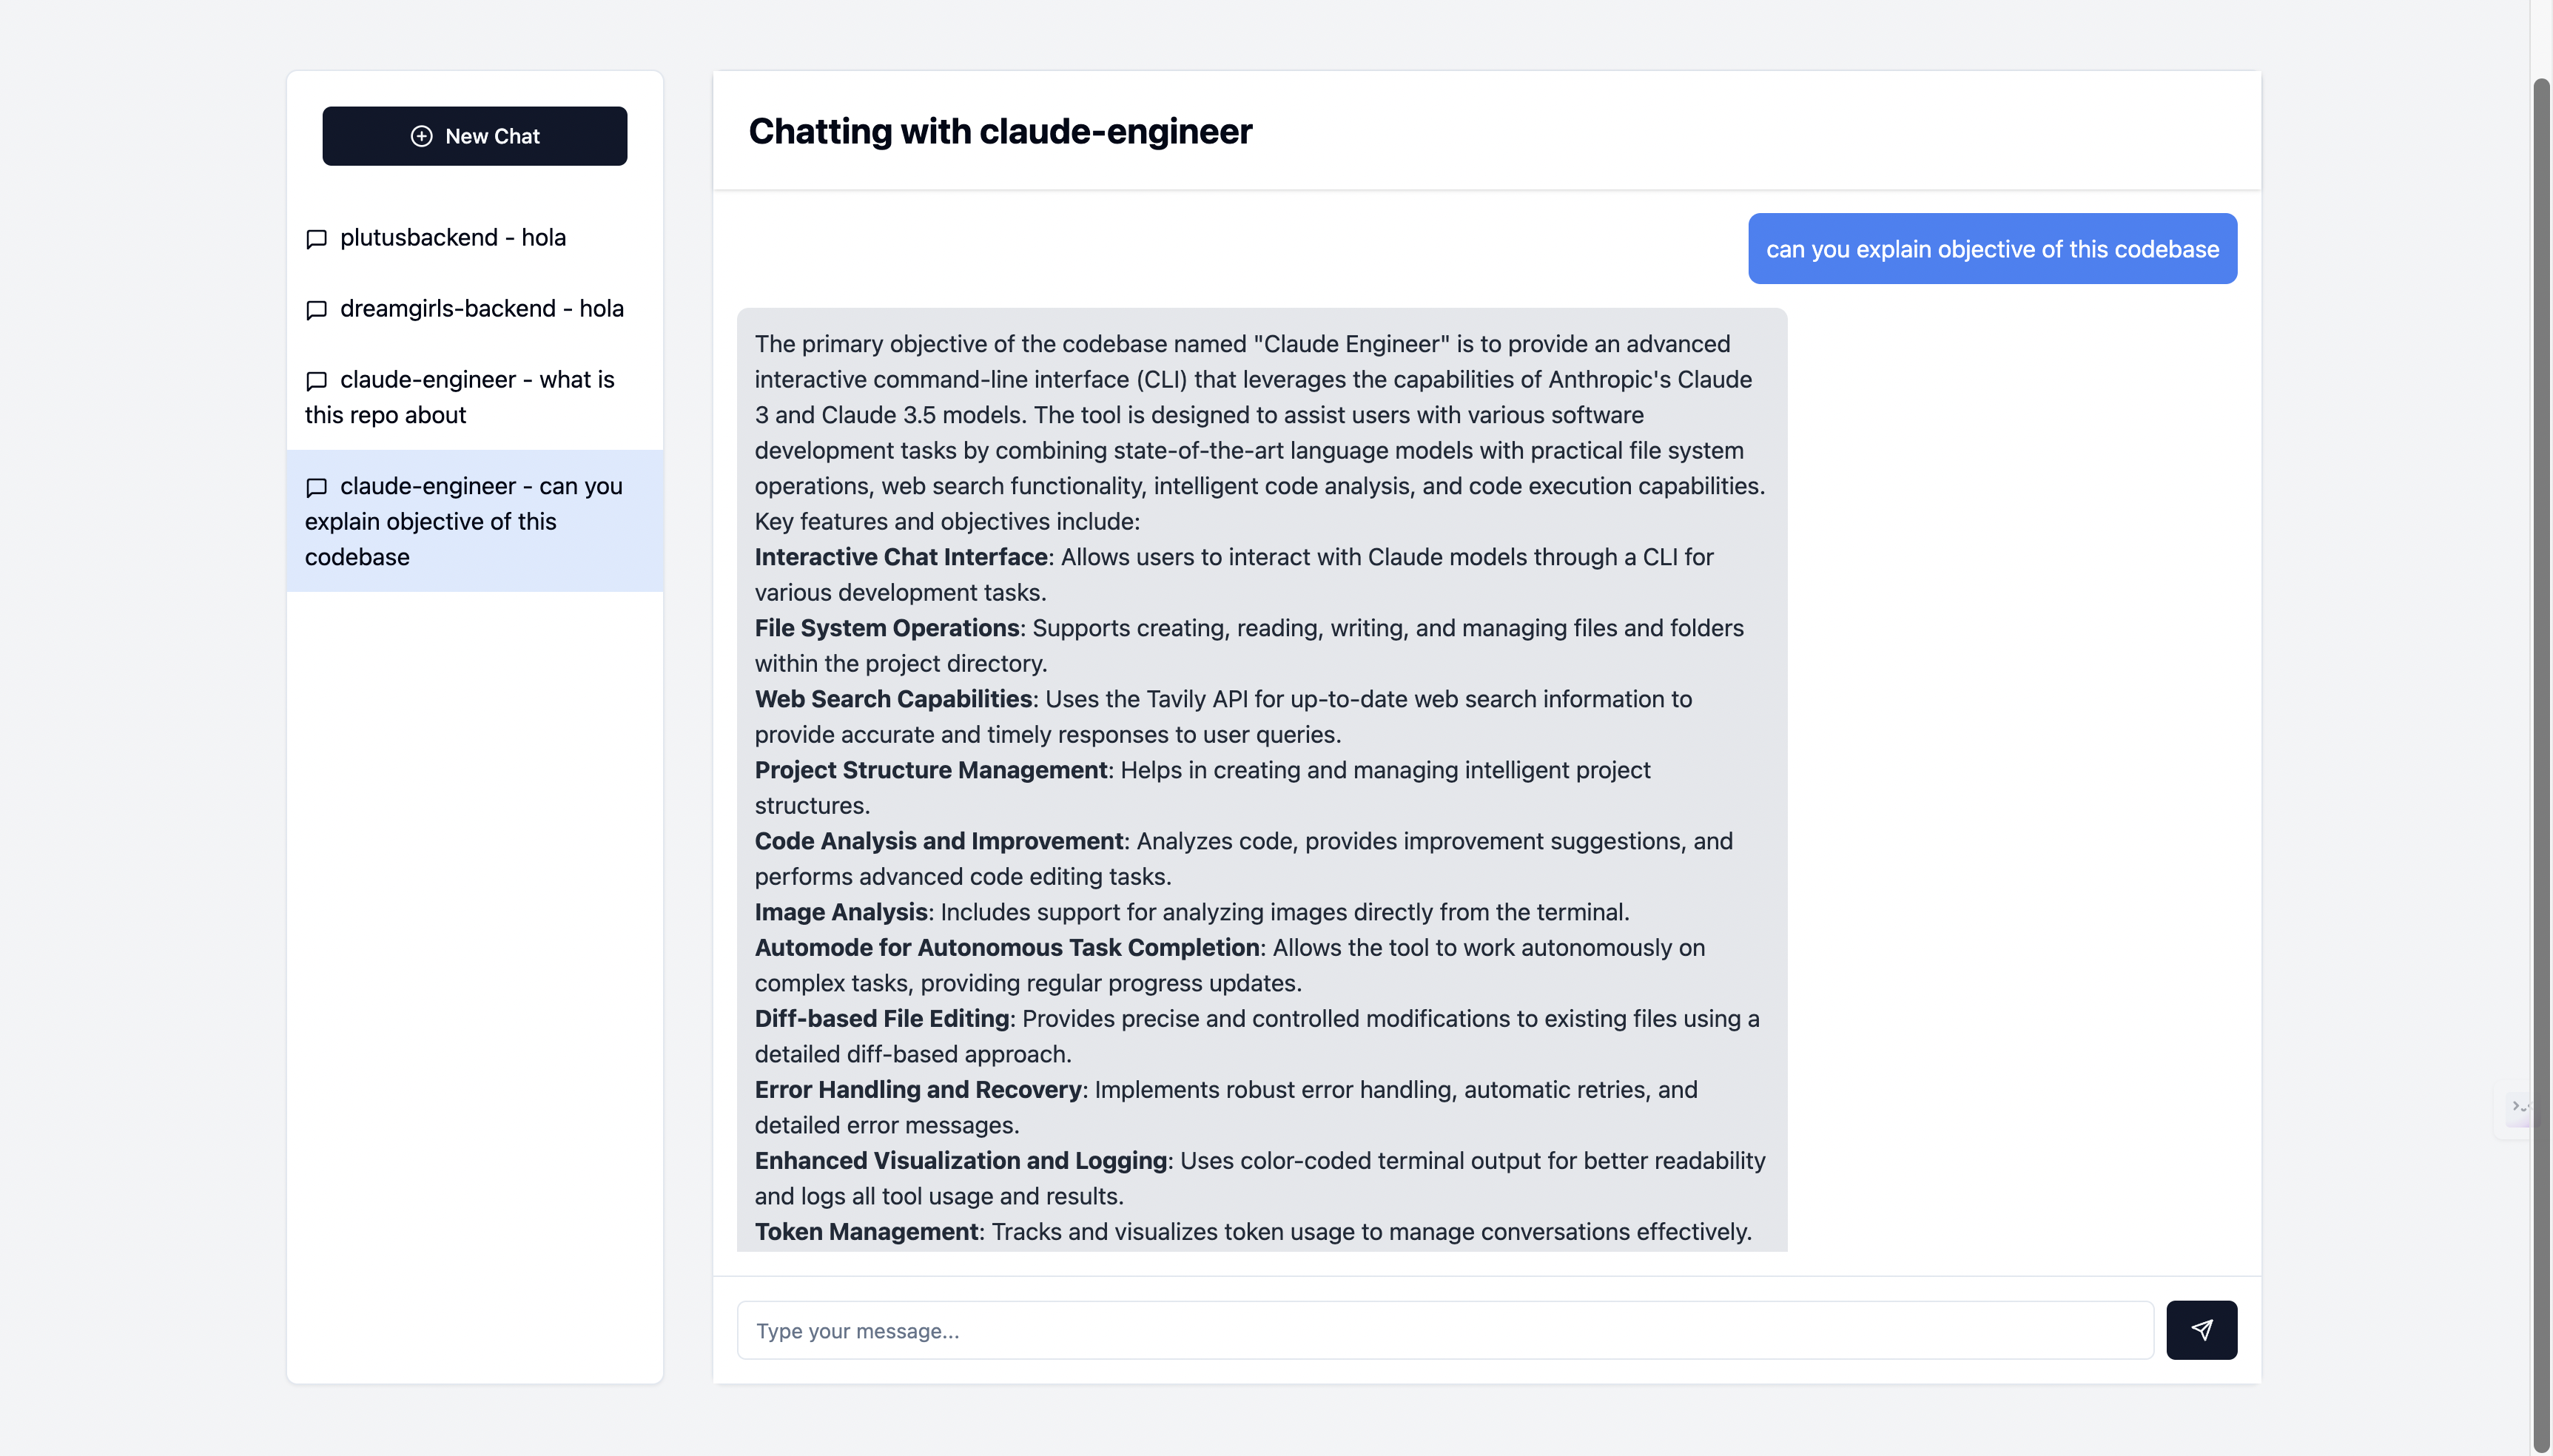 New Chat
plutusbackend - hola
dreamgirls-backend - hola
claude-engineer - what is
this repo about
claude-engineer - can you
explain objective of this
codebase
Chatting with claude-engineer
can you explain objective of this codebase
The primary objective of the codebase named "Claude Engineer" is to provide an advanced
interactive command-line interface (CLI) that leverages the capabilities of Anthropic's Claude
3 and Claude 3.5 models. The tool is designed to assist users with various software
development tasks by combining state-of-the-art language models with practical file system
operations, web search functionality, intelligent code analysis, and code execution capabilities.
Key features and objectives include:
Interactive Chat Interface: Allows users to interact with Claude models through a CLI for
various development tasks.
File System Operations: Supports creating, reading, writing, and managing files and folders
within the project directory.
Web Search Capabilities: Uses the Tavily API for up-to-date web search information to
provide accurate and timely responses to user queries.
Project Structure Management: Helps in creating and managing intelligent project
structures.
Code Analysis and Improvement: Analyzes code, provides improvement suggestions, and
performs advanced code editing tasks.
Image Analysis: Includes support for analyzing images directly from the terminal.
Automode for Autonomous Task Completion: Allows the tool to work autonomously on
complex tasks, providing regular progress updates.
Diff-based File Editing: Provides precise and controlled modifications to existing files using a
detailed diff-based approach.
Error Handling and Recovery: Implements robust error handling, automatic retries, and
detailed error messages.
Enhanced Visualization and Logging: Uses color-coded terminal output for better readability
and logs all tool usage and results.
Token Management: Tracks and visualizes token usage to manage conversations effectively.
Type your message...